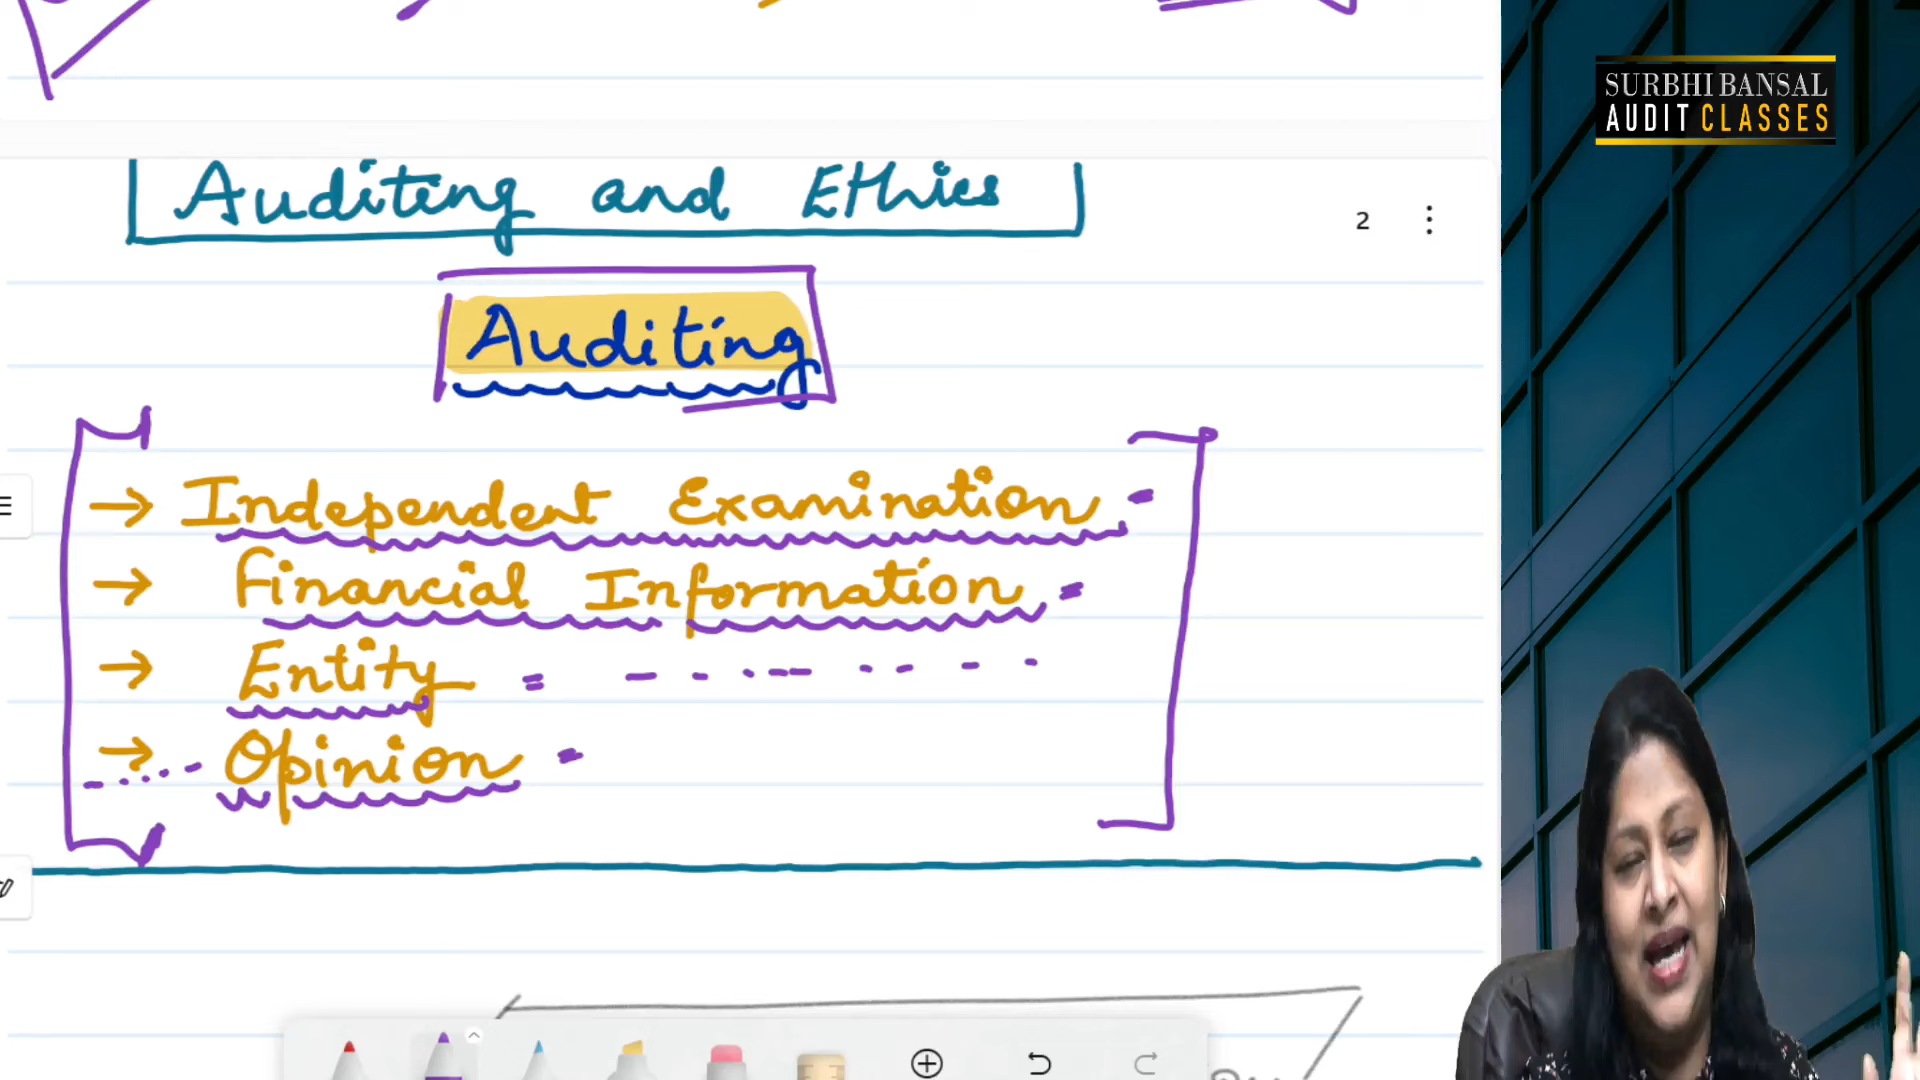 SURBHI BANSAL
AUDIT CLASSES
Auditing and Ethics
2
Auditing
→ Independent Examination
→ Financial Information
→ Entity
→ Opinion